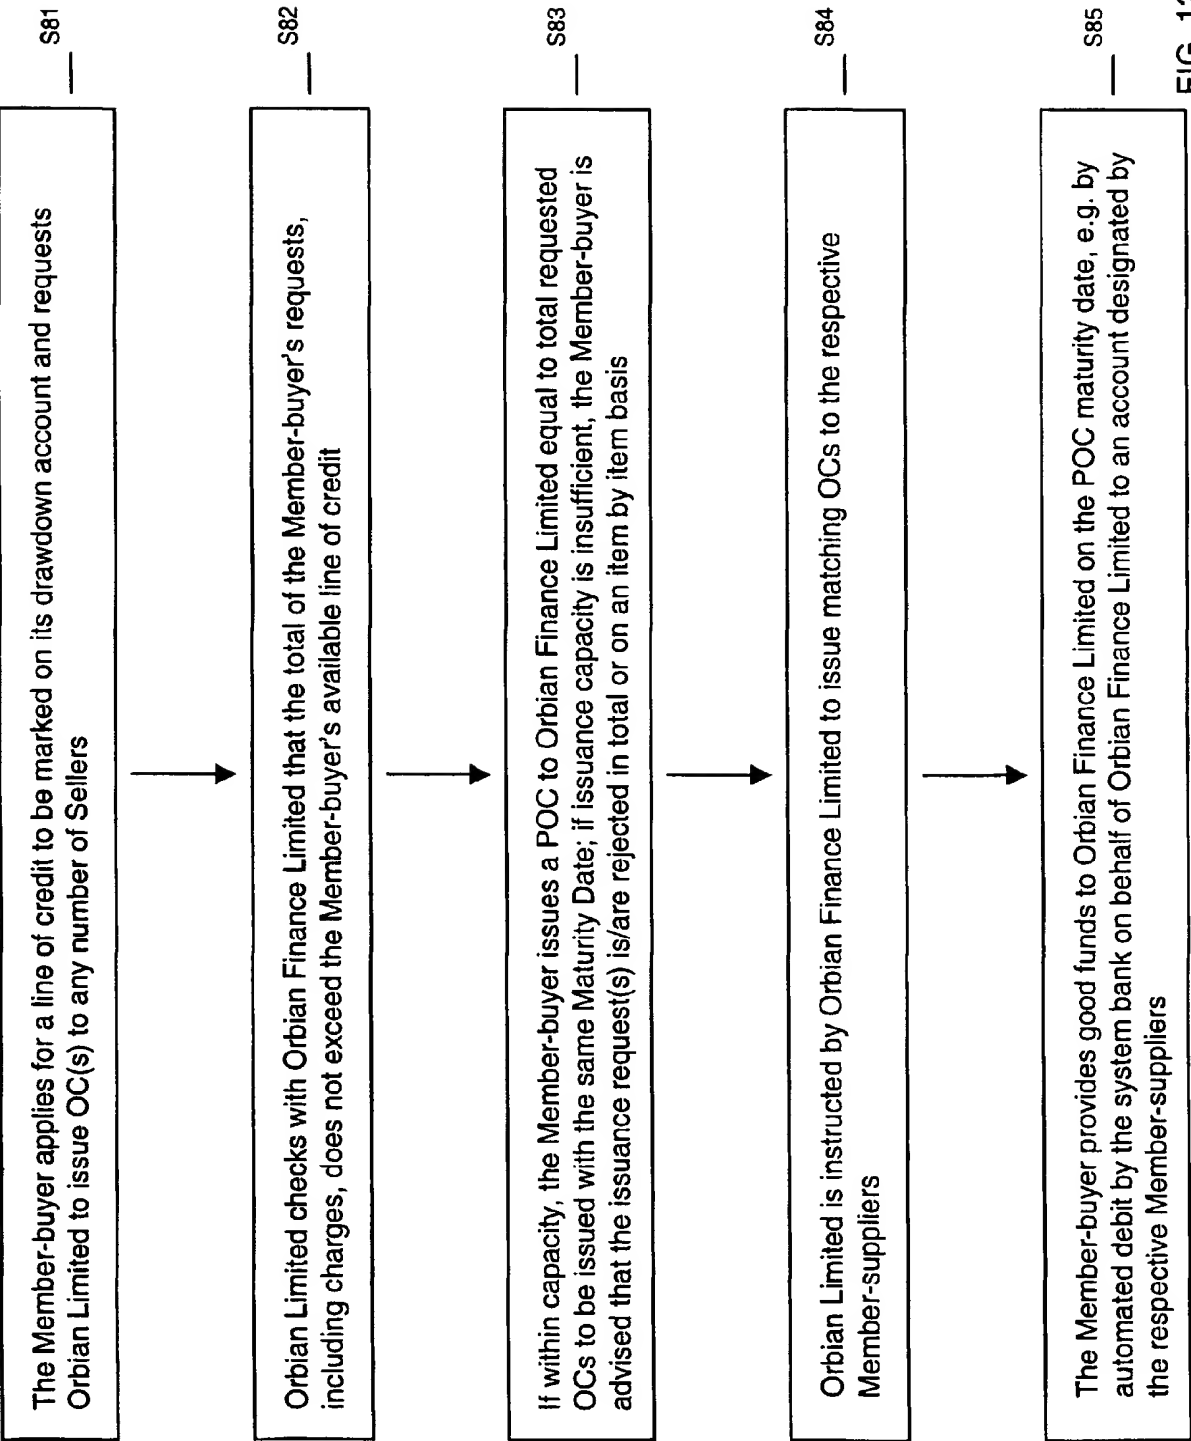 The Member-buyer applies for a line of credit to be marked on its drawdown account and requests
Orbian Limited to issue OC(s) to any number of Sellers
S81
Orbian Limited checks with Orbian Finance Limited that the total of the Member-buyer's requests,
including charges, does not exceed the Member-buyer's available line of credit
S82
If within capacity, the Member-buyer issues a POC to Orbian Finance Limited equal to total requested
OCs to be issued with the same Maturity Date; if issuance capacity is insufficient, the Member-buyer is
advised that the issuance request(s) is/are rejected in total or on an item by item basis
S83
Orbian Limited is instructed by Orbian Finance Limited to issue matching OCs to the respective
Member-suppliers
S84
The Member-buyer provides good funds to Orbian Finance Limited on the POC maturity date, e.g. by
automated debit by the system bank on behalf of Orbian Finance Limited to an account designated by
the respective Member-suppliers
S85
FIG.